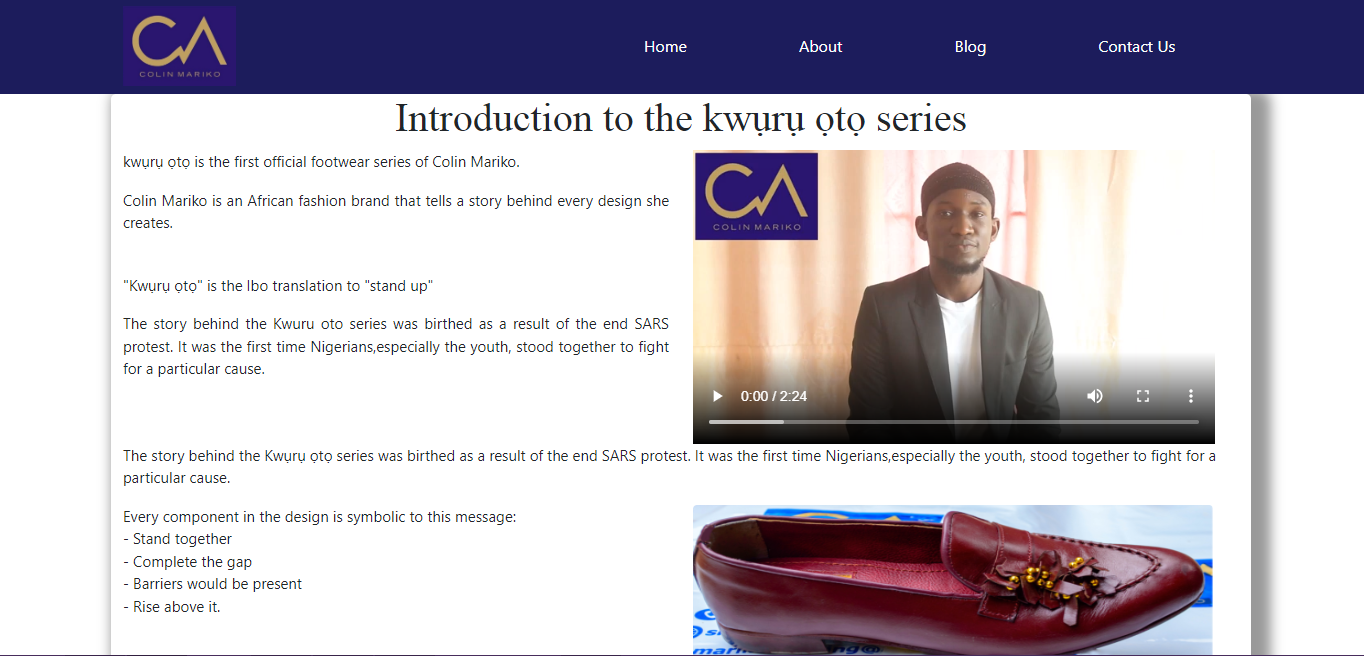 COLIN MARIKO
Home About Blog Contact Us
Introduction to the kwụrụ ọtọ series
kwụrụ ọtọ is the first official footwear series of Colin Mariko.
Colin Mariko is an African fashion brand that tells a story behind every design she
creates.
"Kwụrụ ọtọ" is the Ibo translation to "stand up"
The story behind the Kwuru oto series was birthed as a result of the end SARS
protest. It was the first time Nigerians,especially the youth, stood together to fight
for a particular cause.
COLIN MARIKO
0:00 / 2:24
The story behind the Kwụrụ ọtọ series was birthed as a result of the end SARS protest. It was the first time Nigerians,especially the youth, stood together to fight for a
particular cause.
Every component in the design is symbolic to this message:
- Stand together
- Complete the gap
- Barriers would be present
- Rise above it.